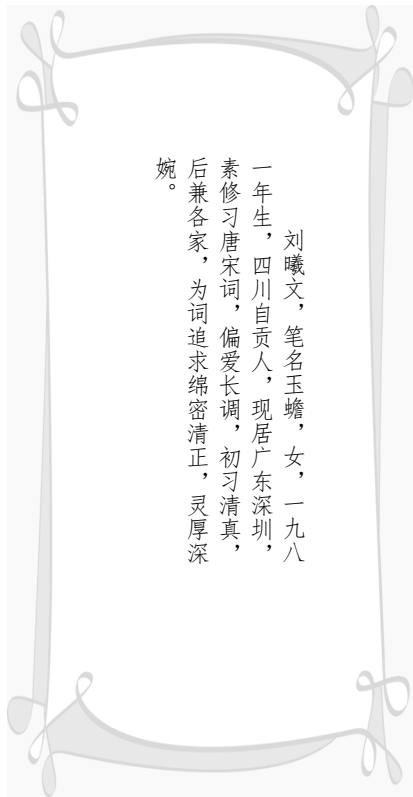 刘曦文，笔名玉蟾，女，一九八
一年生，四川自贡人，现居广东深圳，
素修习唐宋词，偏爱长调，初习清真，
后兼各家，为词追求绵密清正，灵厚深
婉。